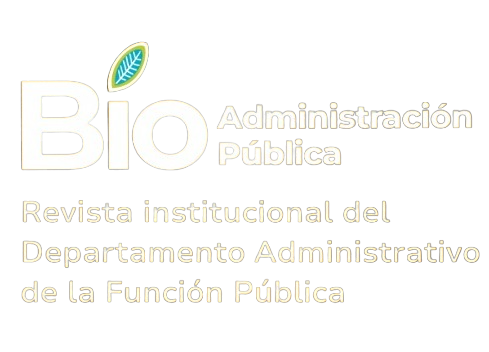 Bio Administración
Pública
Revista institucional del
Departamento Administrativo
de la Función Pública